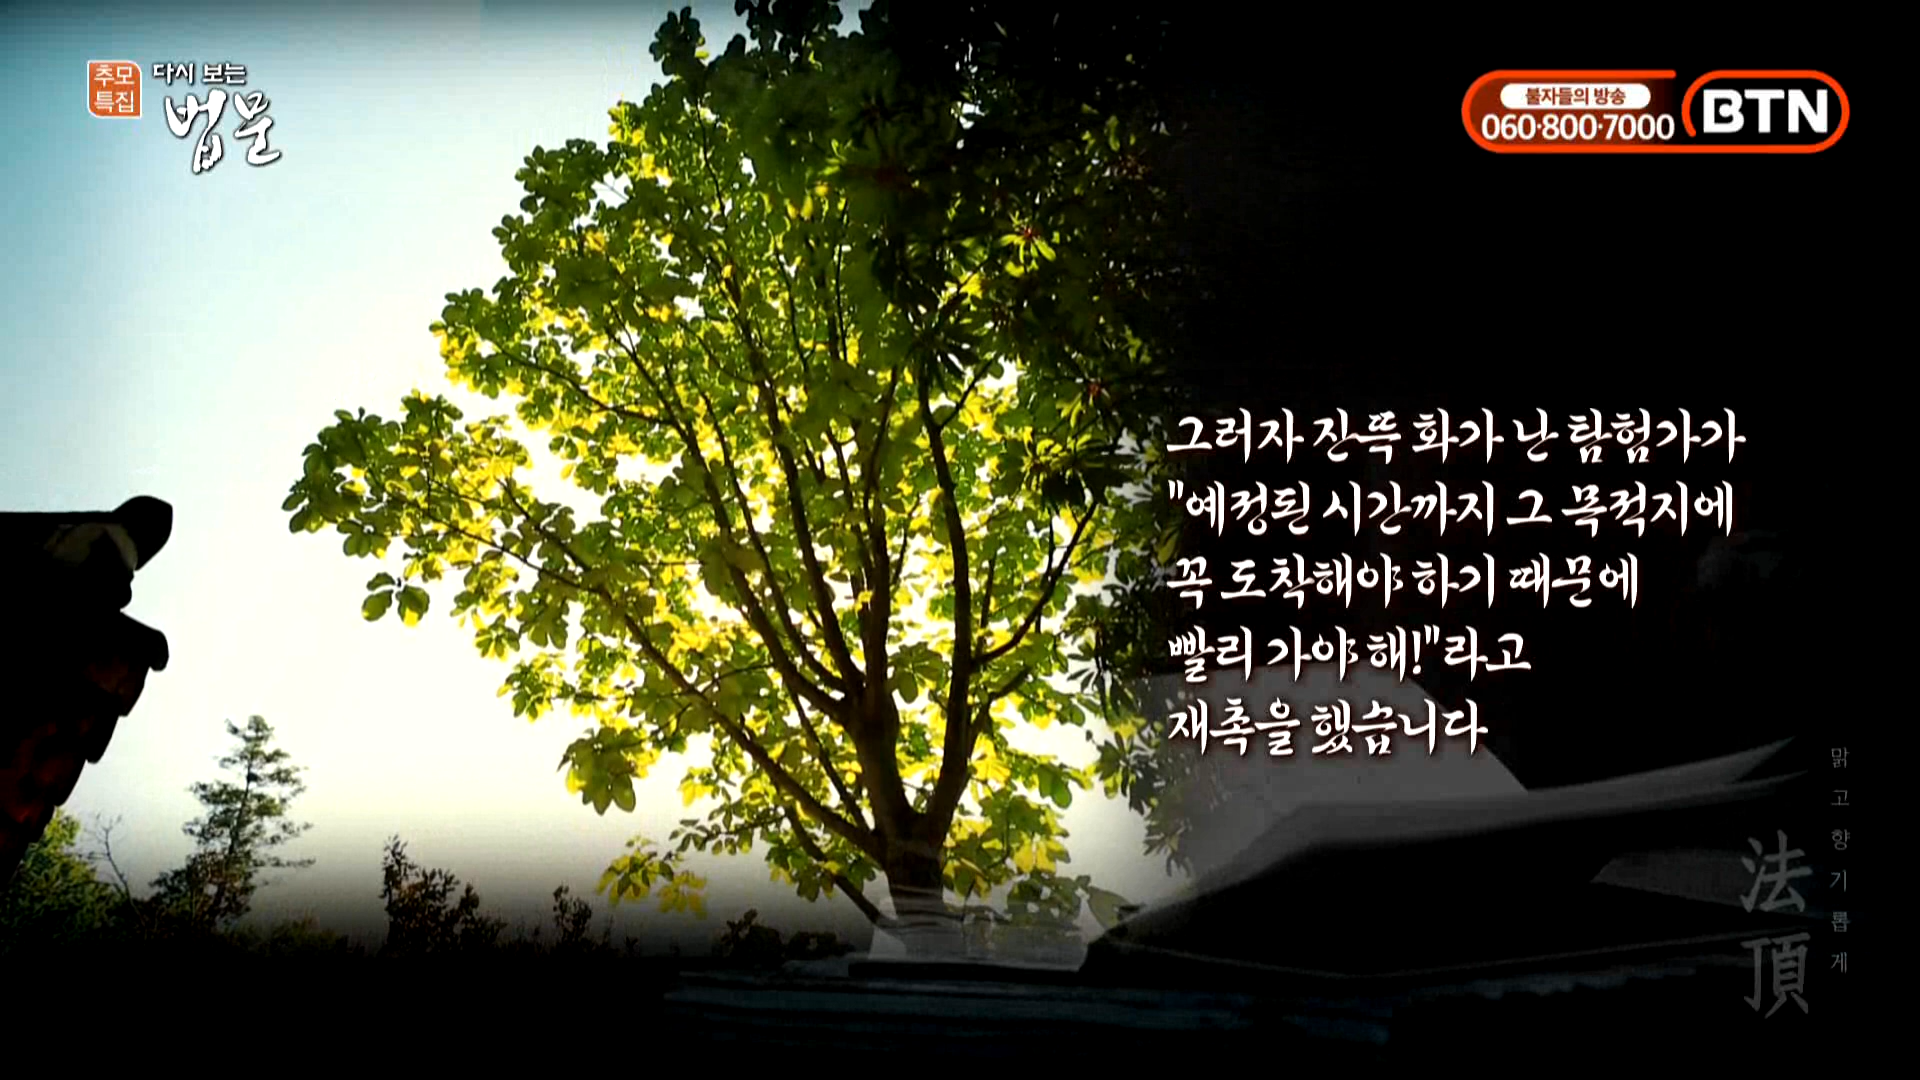 추모
특집
다시 보는
법문
불자들의 방송
060·800·7000
BTN
그러자 잔뜩 화가 난 탐험가가
"예정된 시간까지 그 목적지에
꼭 도착해야 하기 때문에
빨리 가야 해!"라고
재촉을 했습니다
맑고 향기롭게
法頂